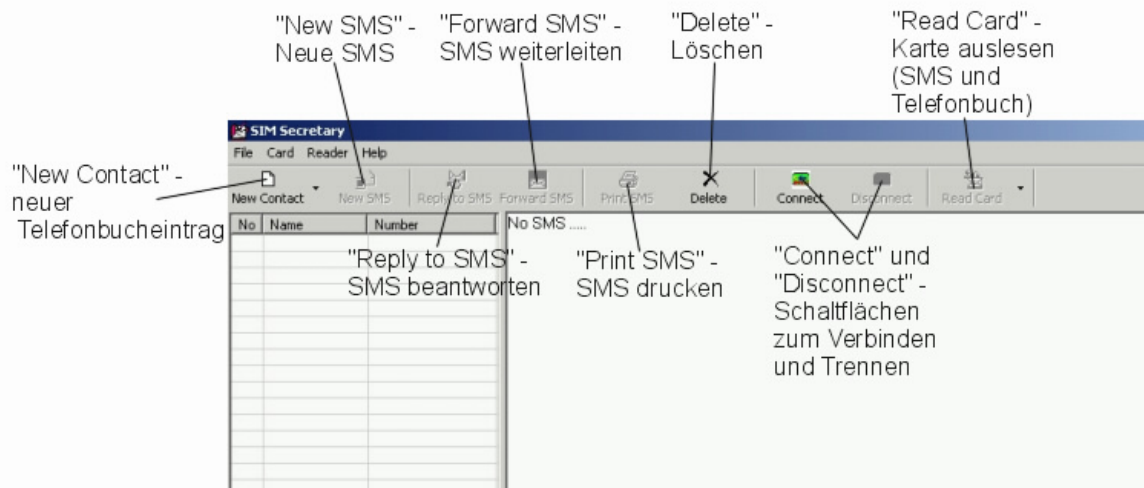 "New SMS" -
Neue SMS
"Forward SMS" -
SMS weiterleiten
"Delete" -
Löschen
"Read Card" -
Karte auslesen
(SMS und
Telefonbuch)
"New Contact" -
neuer
Telefonbucheintrag
SIM Secretary
File Card Reader Help
New Contact New SMS Reply to SMS Forward SMS Print SMS Delete Connect Disconnect Read Card
No Name Number No SMS .....
"Reply to SMS" -
SMS beantworten
"Print SMS" -
SMS drucken
"Connect" und
"Disconnect" -
Schaltflächen
zum Verbinden
und Trennen